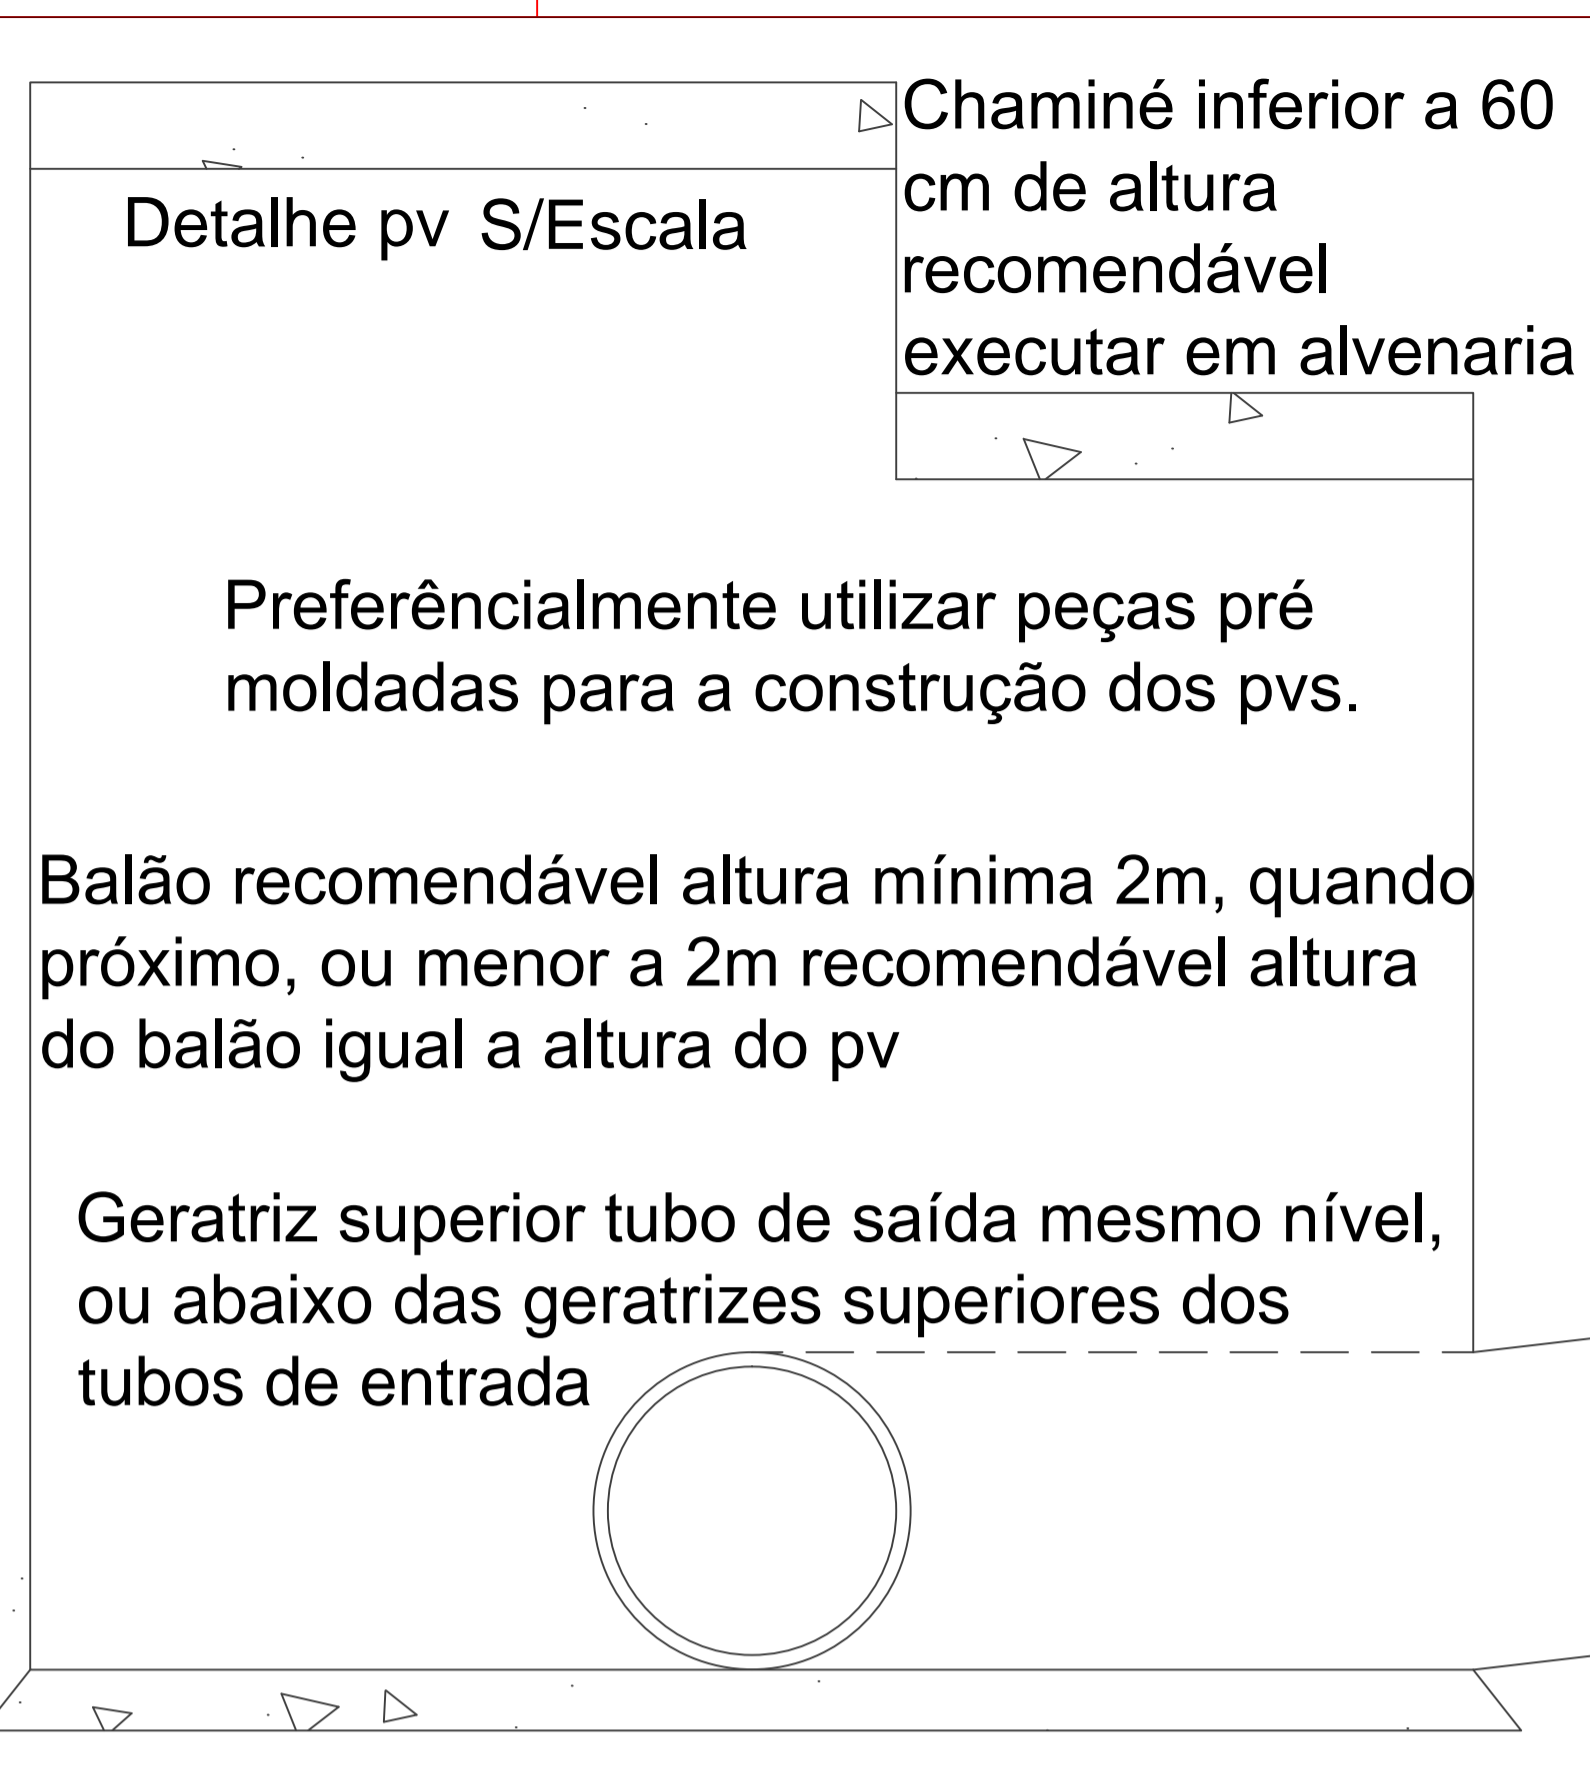 Chaminé inferior a 60
cm de altura
recomendável
executar em alvenaria
Detalhe pv S/Escala
Preferêncialmente utilizar peças pré
moldadas para a construção dos pvs.
Balão recomendável altura mínima 2m, quando
próximo, ou menor a 2m recomendável altura
do balão igual a altura do pv
Geratriz superior tubo de saída mesmo nível,
ou abaixo das geratrizes superiores dos
tubos de entrada